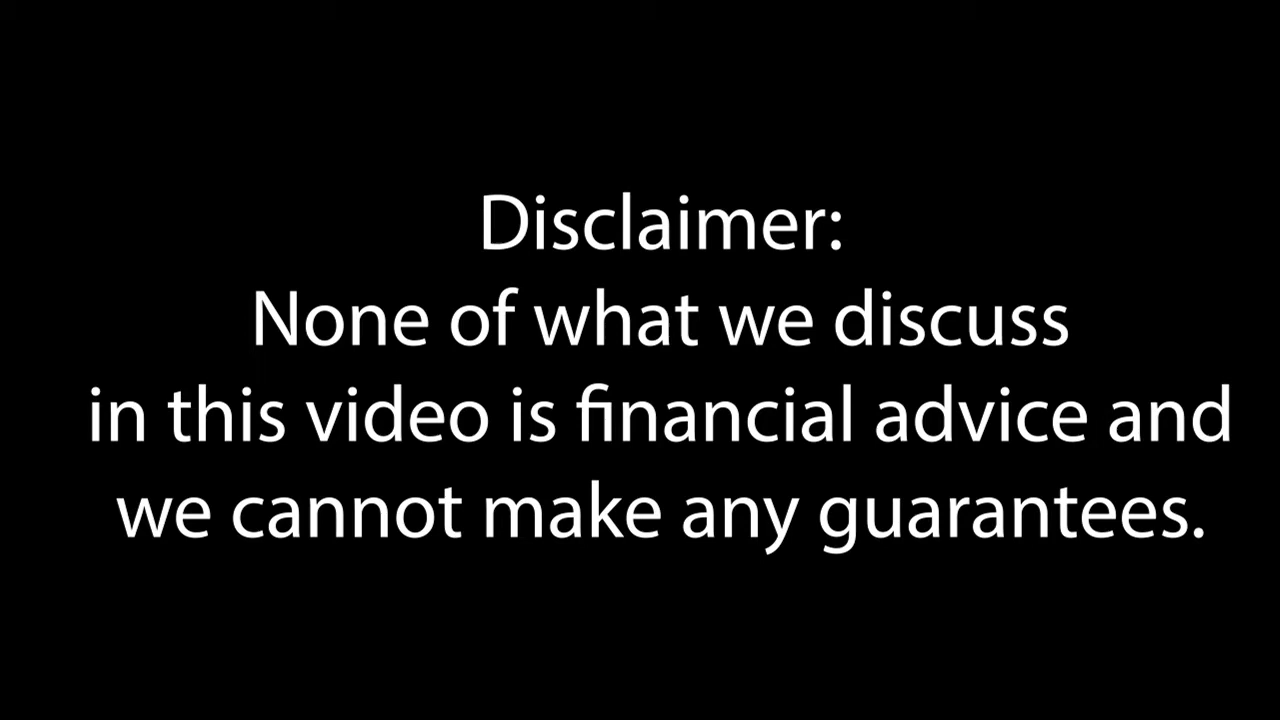 Disclaimer:
None of what we discuss
in this video is financial advice and
we cannot make any guarantees.